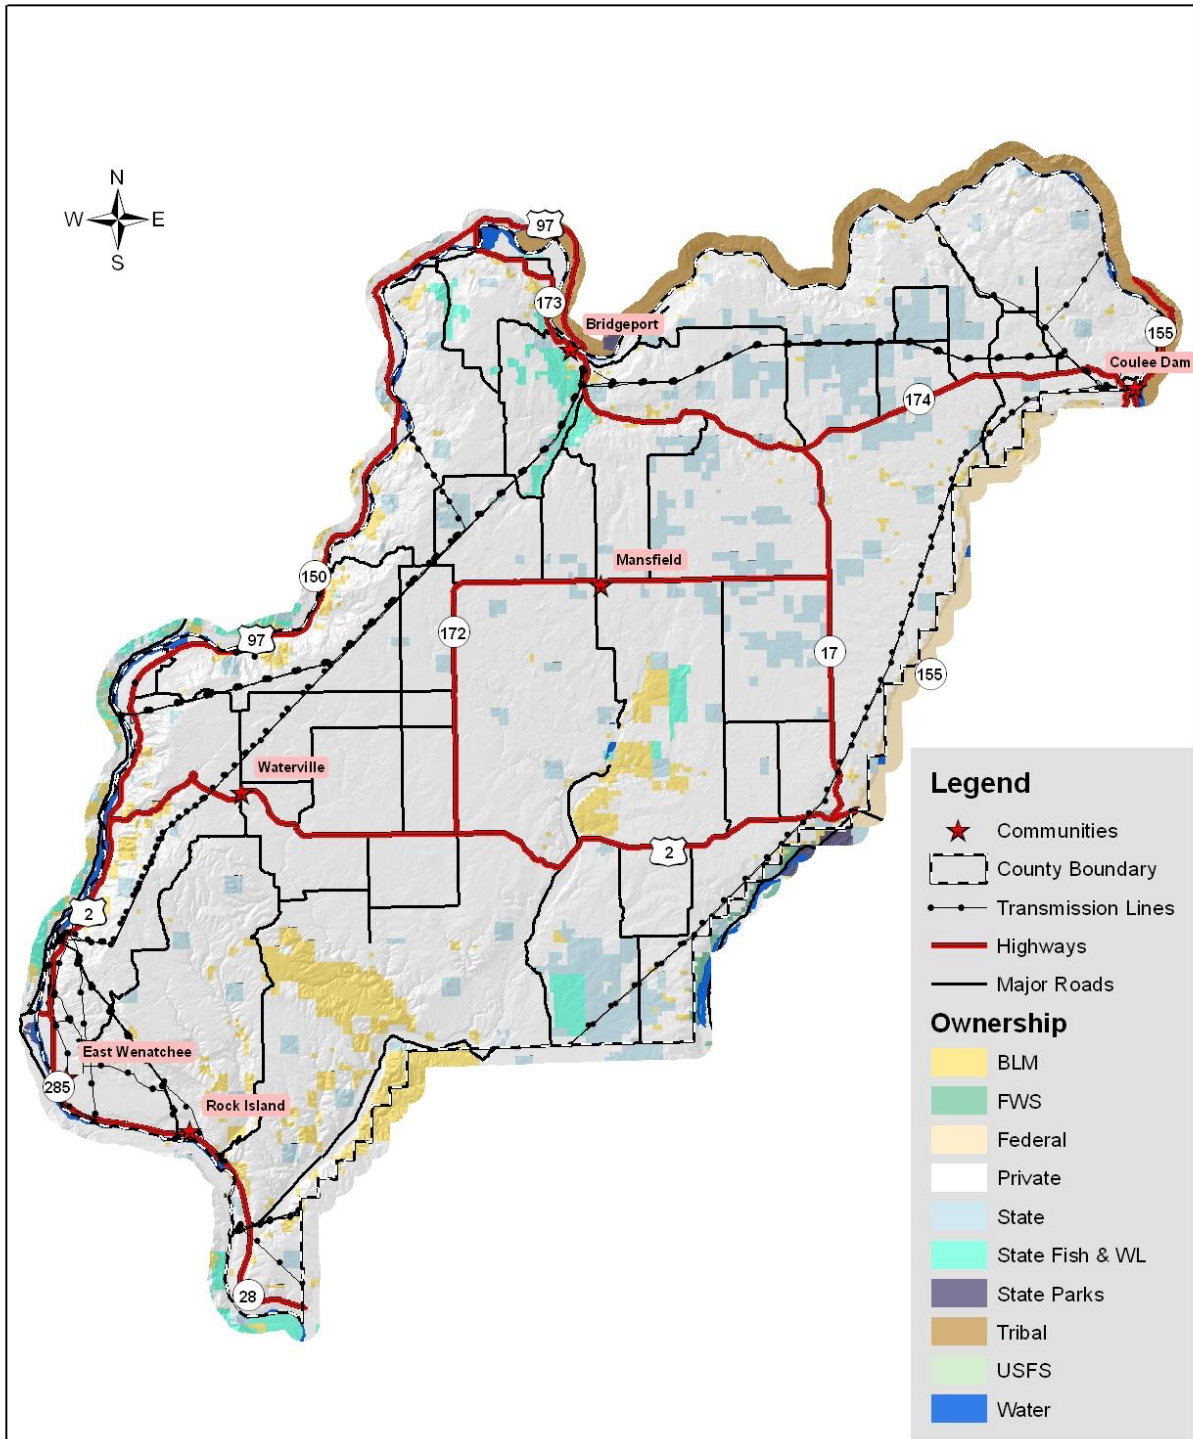 N
W E
S
97
173
Bridgeport
155
Coulee Dam
174
Mansfield
150
172
97
17
155
Waterville
2
2
East Wenatchee
285
Rock Island
28
Legend
Communities
County Boundary
Transmission Lines
Highways
Major Roads
Ownership
BLM
FWS
Federal
Private
State
State Fish & WL
State Parks
Tribal
USFS
Water